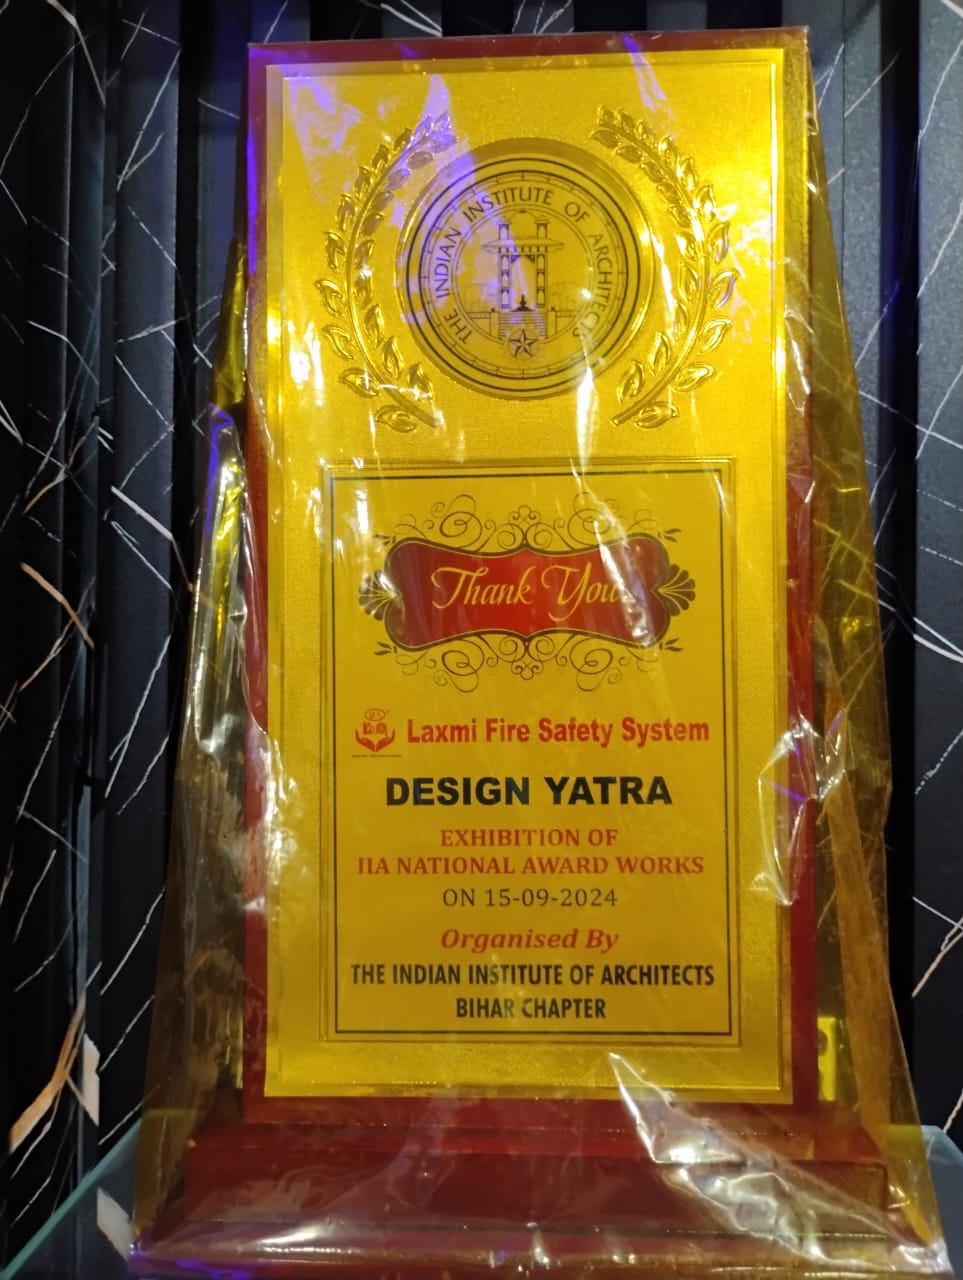 THE INDIAN INSTITUTE OF ARCHITECTS
Thank You
Laxmi Fire Safety System
DESIGN YATRA
EXHIBITION OF
IIA NATIONAL AWARD WORKS
ON 15-09-2024
Organised By
THE INDIAN INSTITUTE OF ARCHITECTS
BIHAR CHAPTER